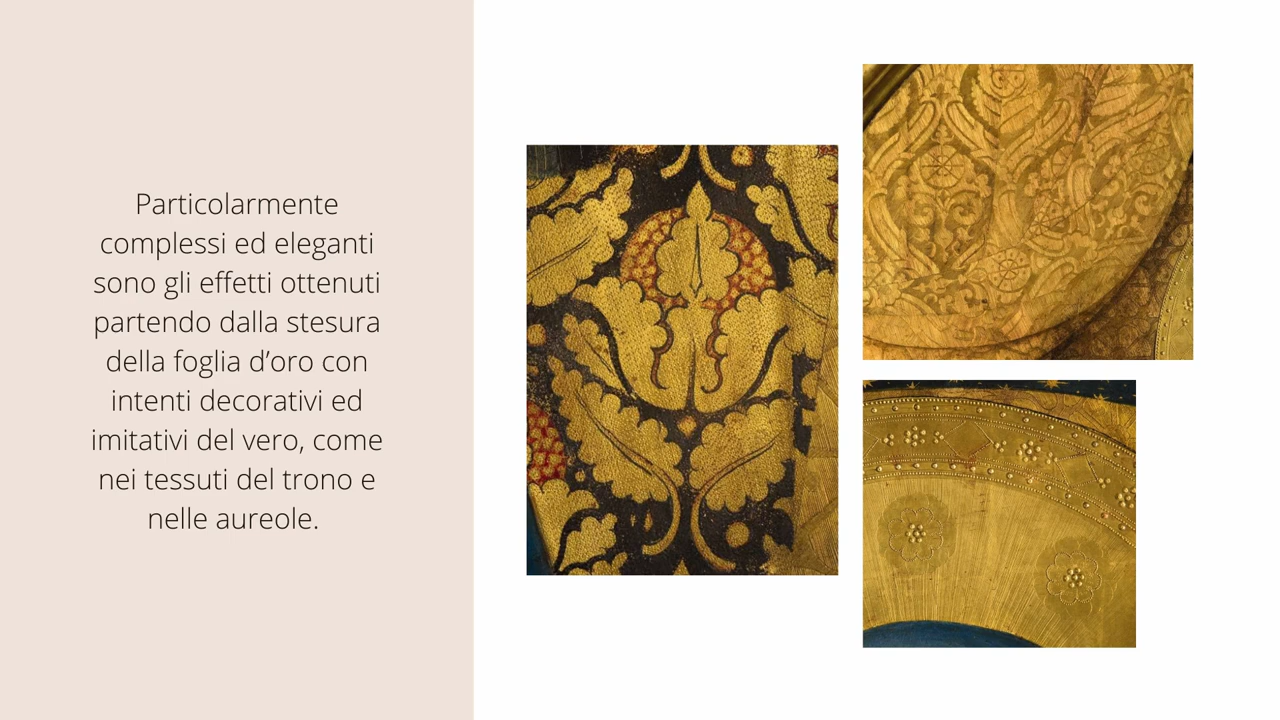 Particolarmente
complessi ed eleganti
sono gli effetti ottenuti
partendo dalla stesura
della foglia d’oro con
intenti decorativi ed
imitativi del vero, come
nei tessuti del trono e
nelle aureole.